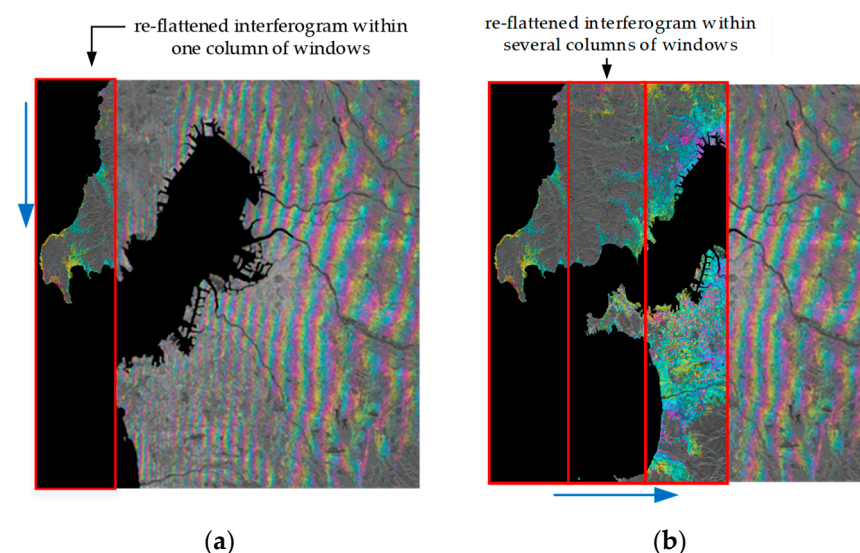 re-flattened interferogram within
one column of windows
re-flattened interferogram within
several columns of windows
(a)
(b)